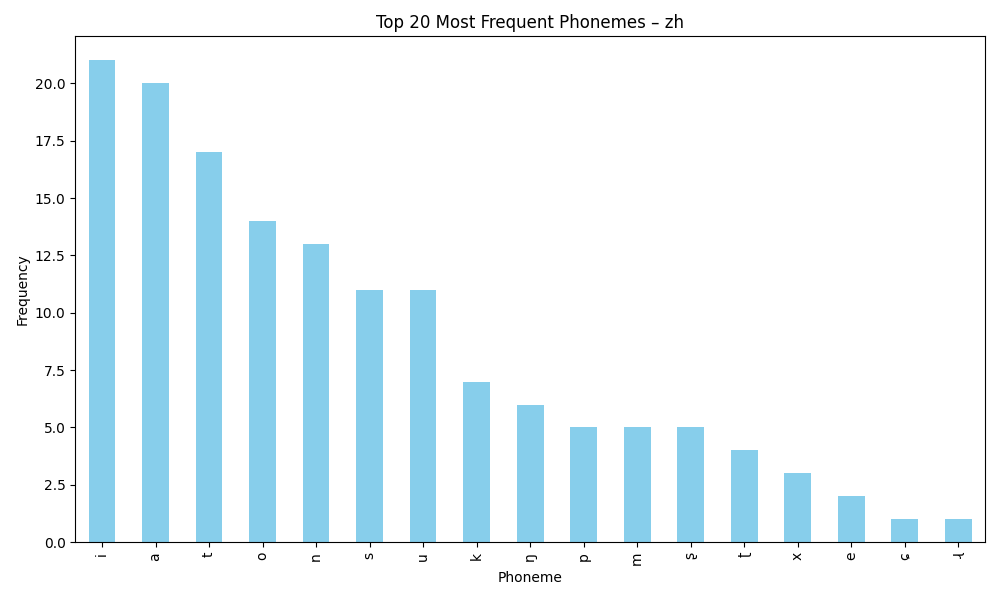 Top 20 Most Frequent Phonemes – zh
Frequency
20.0
17.5
15.0
12.5
10.0
7.5
5.0
2.5
0.0
i a t o n s u k ŋ p m ʂ ʈ x e ɕ ɻ
Phoneme